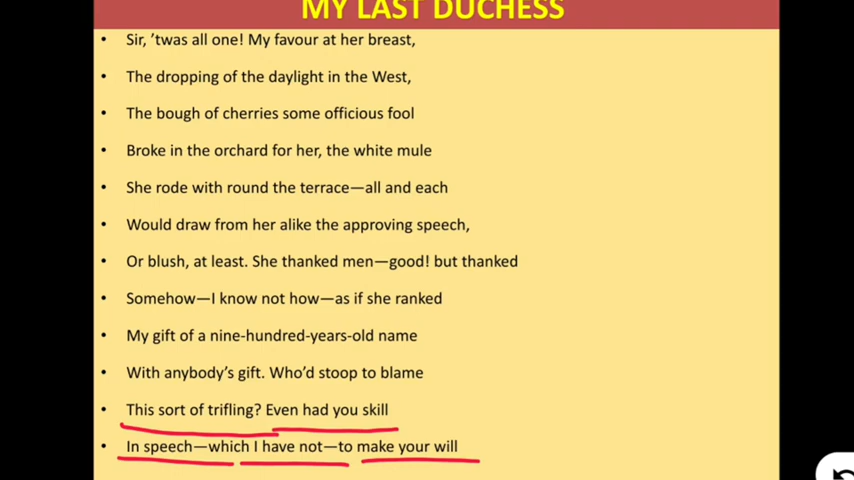 MY LAST DUCHESS
• Sir, ’twas all one! My favour at her breast,
• The dropping of the daylight in the West,
• The bough of cherries some officious fool
• Broke in the orchard for her, the white mule
• She rode with round the terrace—all and each
• Would draw from her alike the approving speech,
• Or blush, at least. She thanked men—good! but thanked
• Somehow—I know not how—as if she ranked
• My gift of a nine-hundred-years-old name
• With anybody’s gift. Who’d stoop to blame
• This sort of trifling? Even had you skill
• In speech—which I have not—to make your will